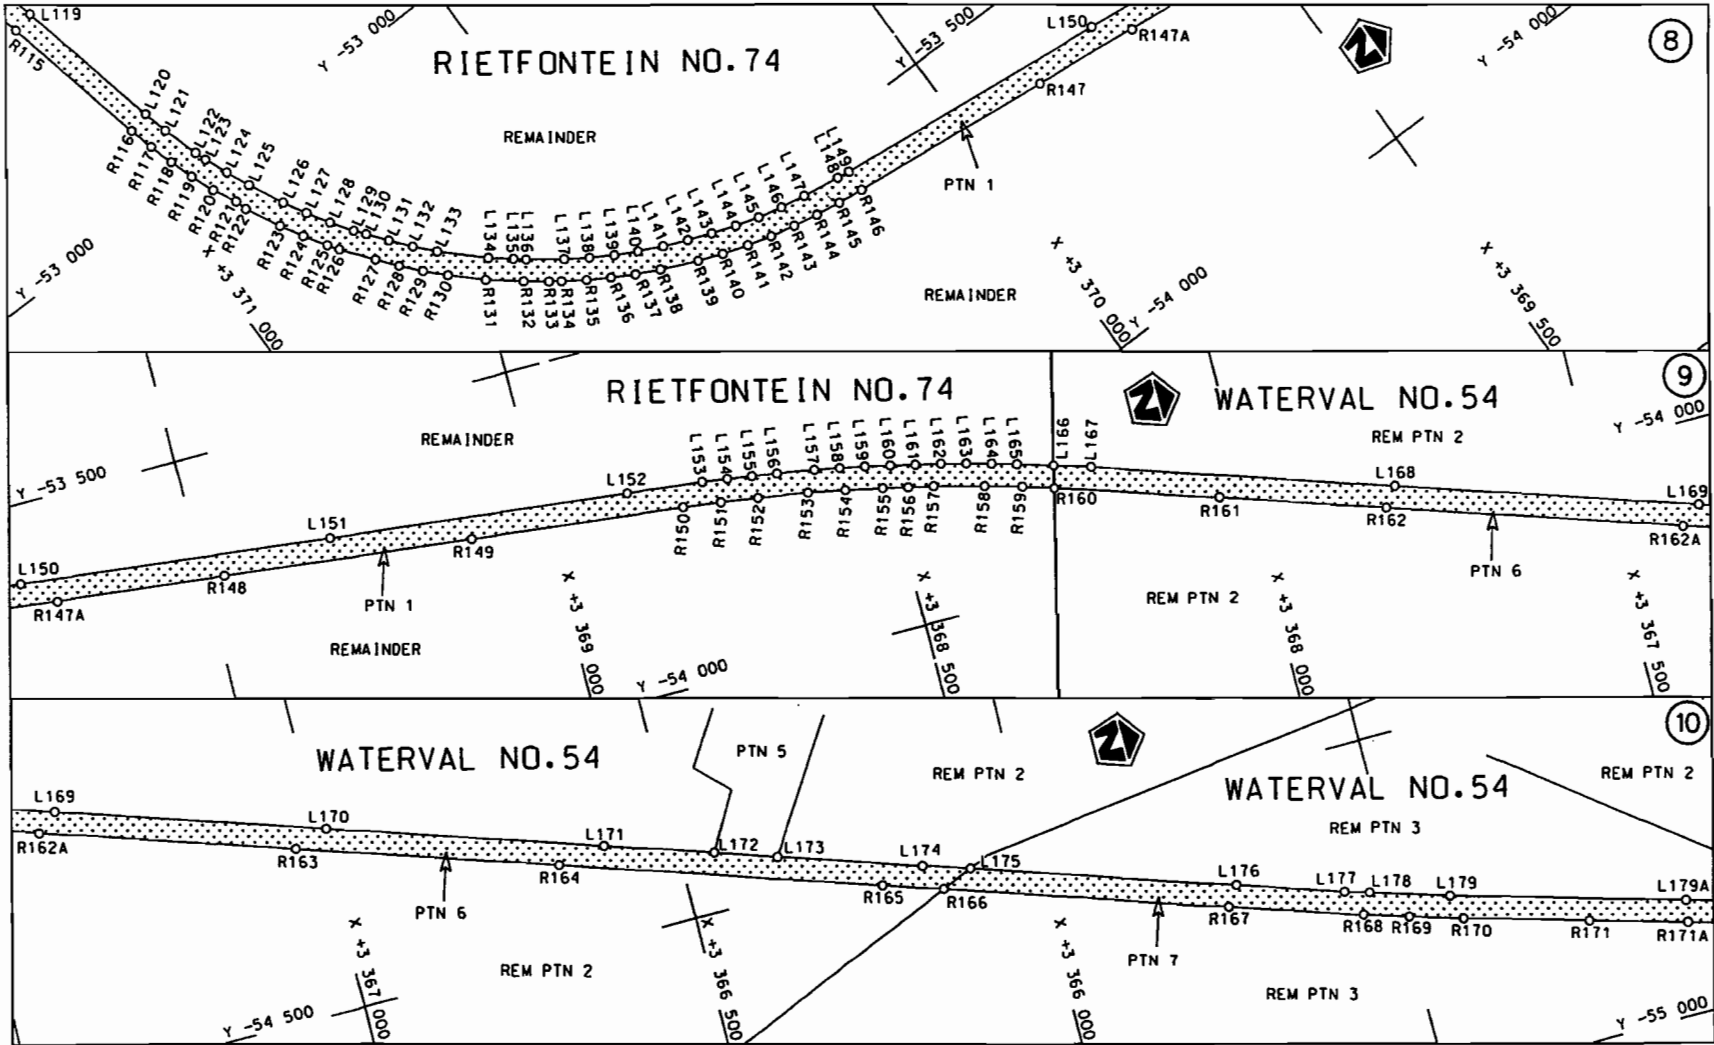 8
RIETFONTEIN NO.74
REMAINDER
Y -53 000
Y -53 500
Y -54 000
L119
R115
L120
L121
L122
L123
L124
L125
L126
L127
L128
L129
L130
L131
L132
L133
L134
L135
L136
L137
L138
L139
L140
L141
L142
L143
L144
L145
L146
L147
L148
L149
L150
R147A
R147
PTN 1
R116
R117
R118
R119
R120
R121
R122
R123
R124
R125
R126
R127
R128
R129
R130
R131
R132
R133
R134
R135
R136
R137
R138
R139
R140
R141
R142
R143
R144
R145
R146
Y -53 000
X +3 371 000
REMAINDER
X +3 370 000
Y -54 000
X +3 369 500
9
RIETFONTEIN NO.74
WATERVAL NO.54
REMAINDER
REM PTN 2
Y -54 000
Y -53 500
L150
L151
L152
L153
L154
L155
L156
L157
L158
L159
L160
L161
L162
L163
L164
L165
L166
L167
L168
L169
R147A
R148
R149
R150
R151
R152
R153
R154
R155
R156
R157
R158
R159
R160
R161
R162
R162A
PTN 1
PTN 6
REMAINDER
REM PTN 2
X +3 369 000
Y -54 000
X +3 368 500
X +3 368 000
X +3 367 500
10
WATERVAL NO.54
PTN 5
REM PTN 2
WATERVAL NO.54
REM PTN 2
REM PTN 3
L169
L170
L171
L172
L173
L174
L175
L176
L177
L178
L179
L179A
R162A
R163
R164
R165
R166
R167
R168
R169
R170
R171
R171A
PTN 6
PTN 7
REM PTN 2
REM PTN 3
Y -54 500
X +3 367 000
X +3 366 500
X +3 366 000
Y -55 000